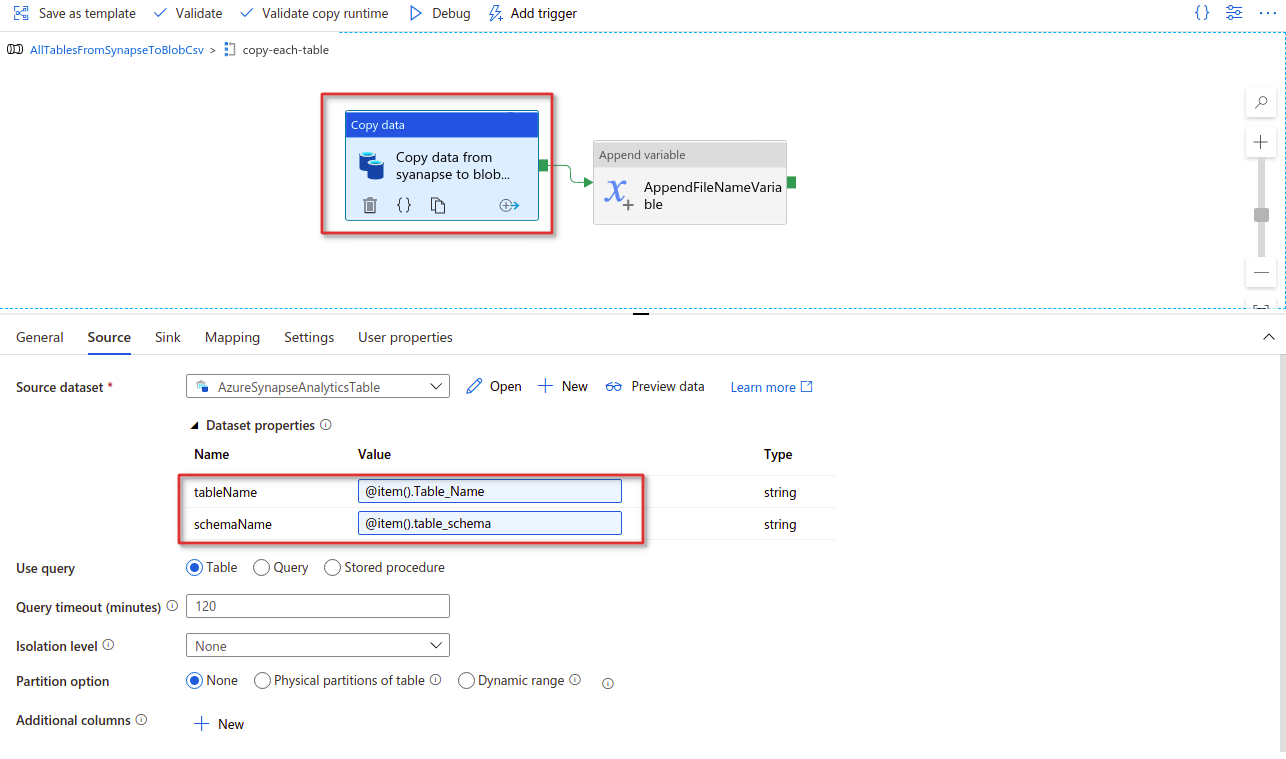 Save as template Validate Validate copy runtime Debug Add trigger {} ...
AllTablesFromSynapseToBlobCsv > copy-each-table
Copy data
Copy data from
syanapse to blob...
{}
Append variable
AppendFileNameVaria
ble
General Source Sink Mapping Settings User properties
Source dataset * AzureSynapseAnalyticsTable Open New Preview data Learn more
Dataset properties
Name Value Type
tableName @item().Table_Name string
schemaName @item().table_schema string
Use query Table Query Stored procedure
Query timeout (minutes) 120
Isolation level None
Partition option None Physical partitions of table Dynamic range
Additional columns New